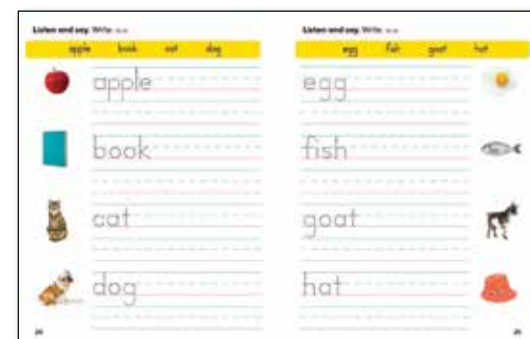 Listen and say. Write.
apple book cat dog
apple
book
cat
dog
Listen and say. Write.
egg fish goat hat
egg
fish
goat
hat